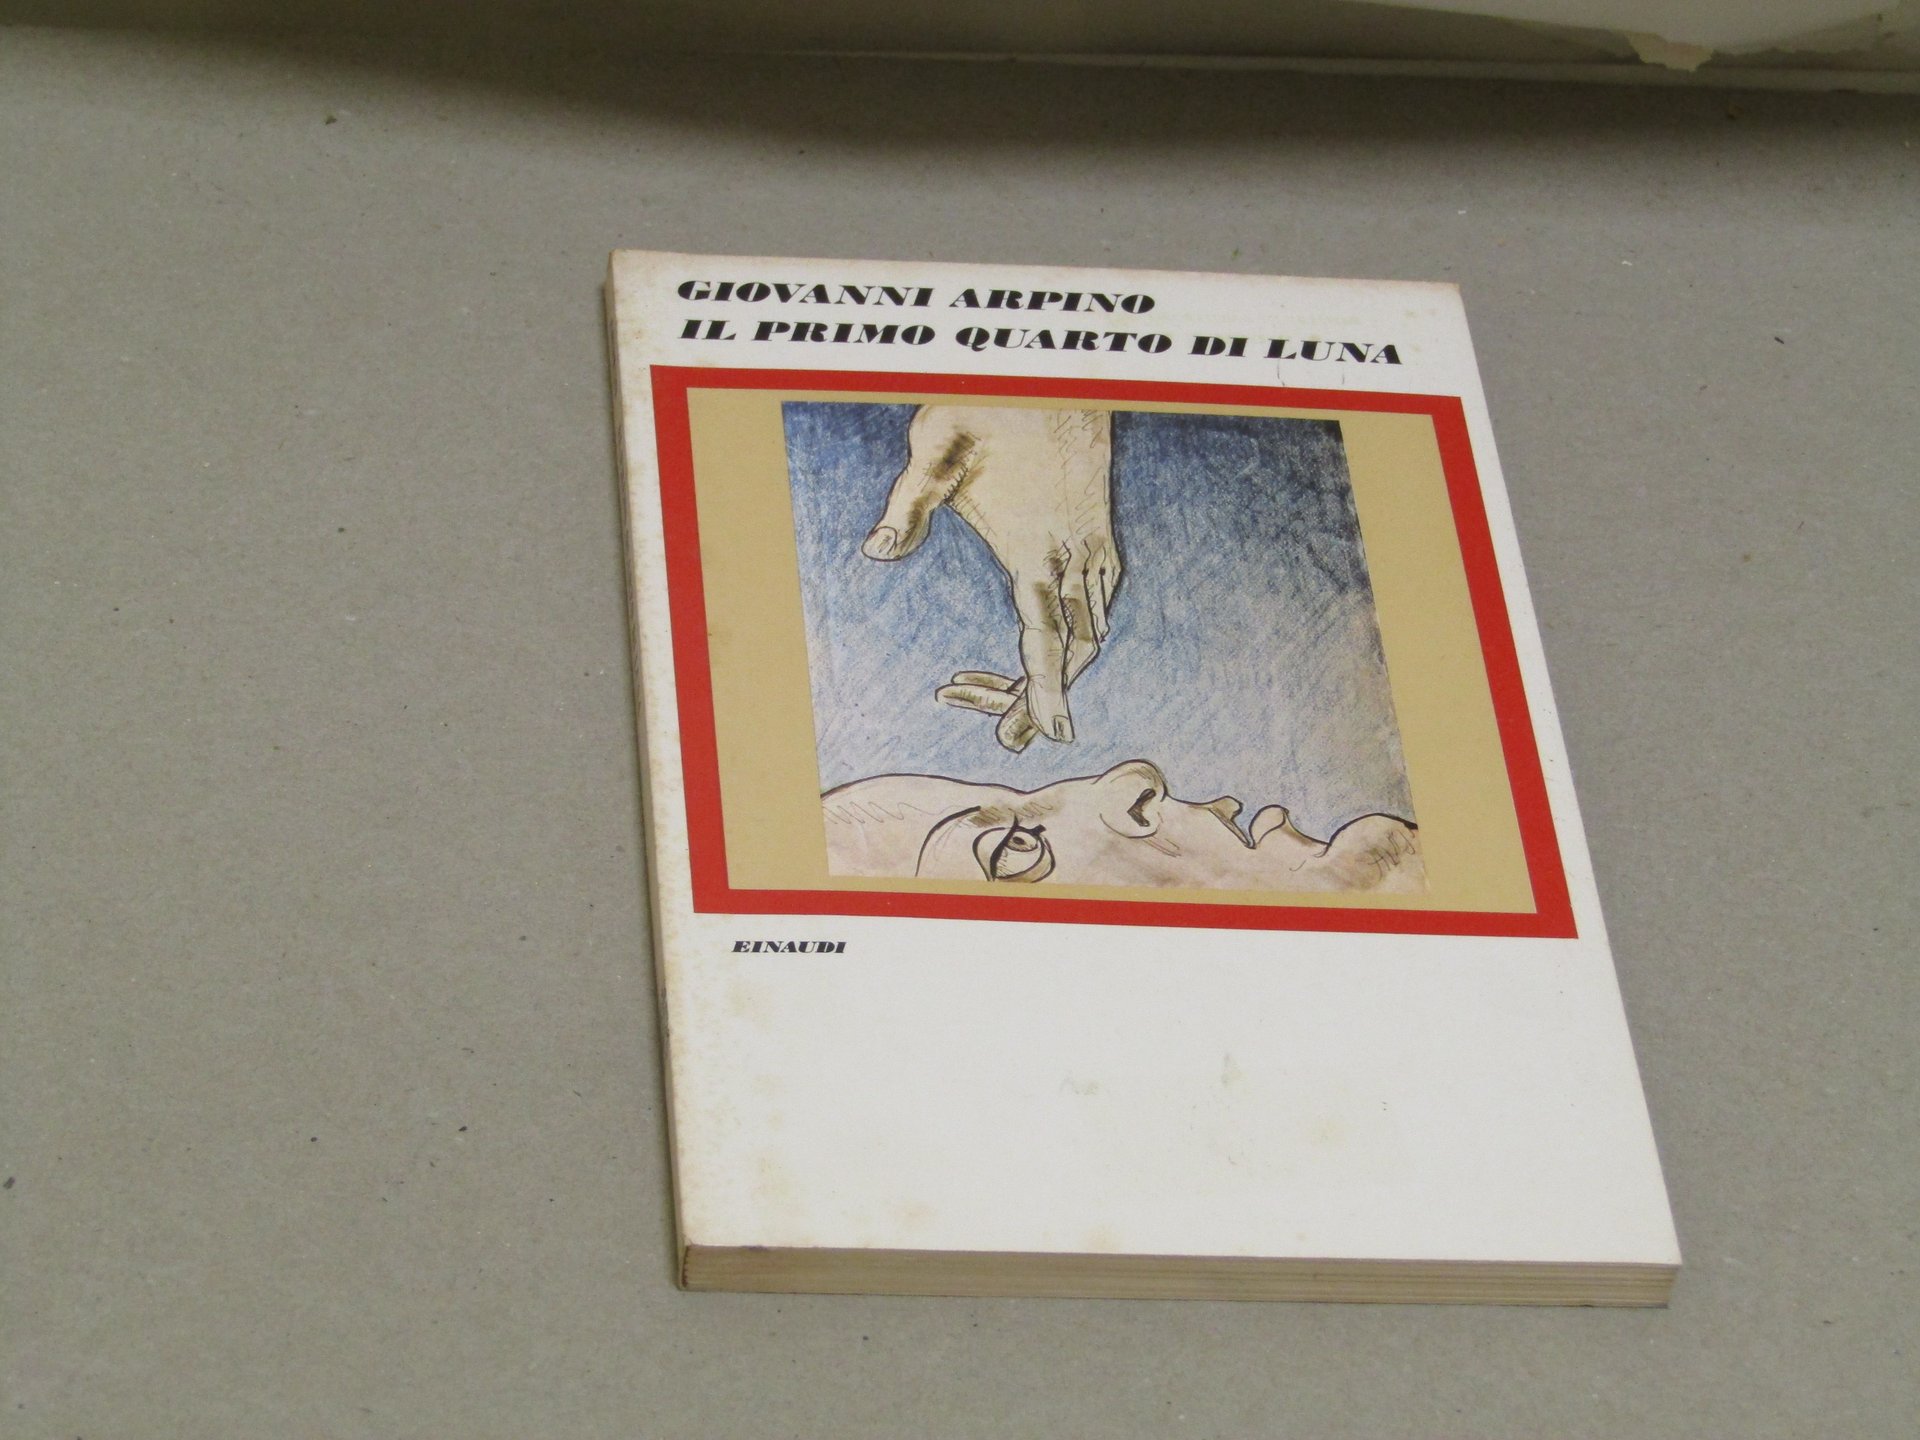 GIOVANNI ARPINO
IL PRIMO QUARTO DI LUNA
EINAUDI